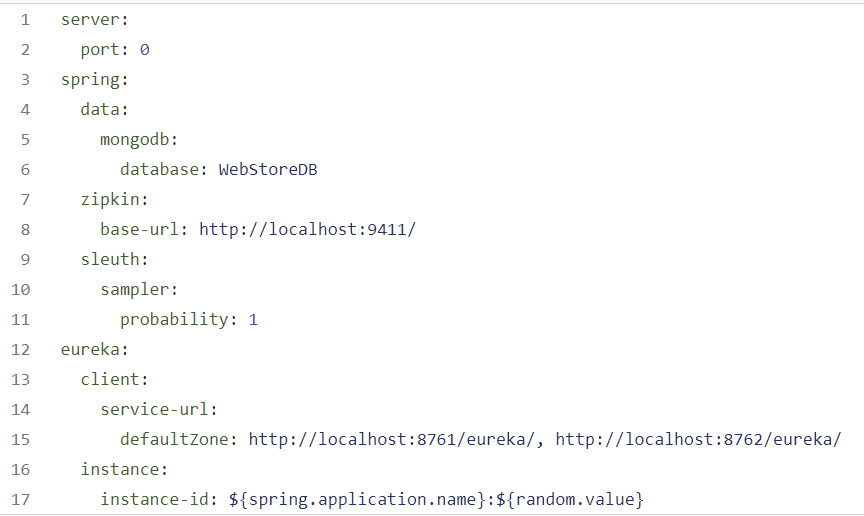 1 server:
2   port: 0
3 spring:
4   data:
5     mongodb:
6       database: WebStoreDB
7   zipkin:
8     base-url: http://localhost:9411/
9   sleuth:
10     sampler:
11       probability: 1
12 eureka:
13   client:
14     service-url:
15       defaultZone: http://localhost:8761/eureka/, http://localhost:8762/eureka/
16   instance:
17     instance-id: ${spring.application.name}:${random.value}